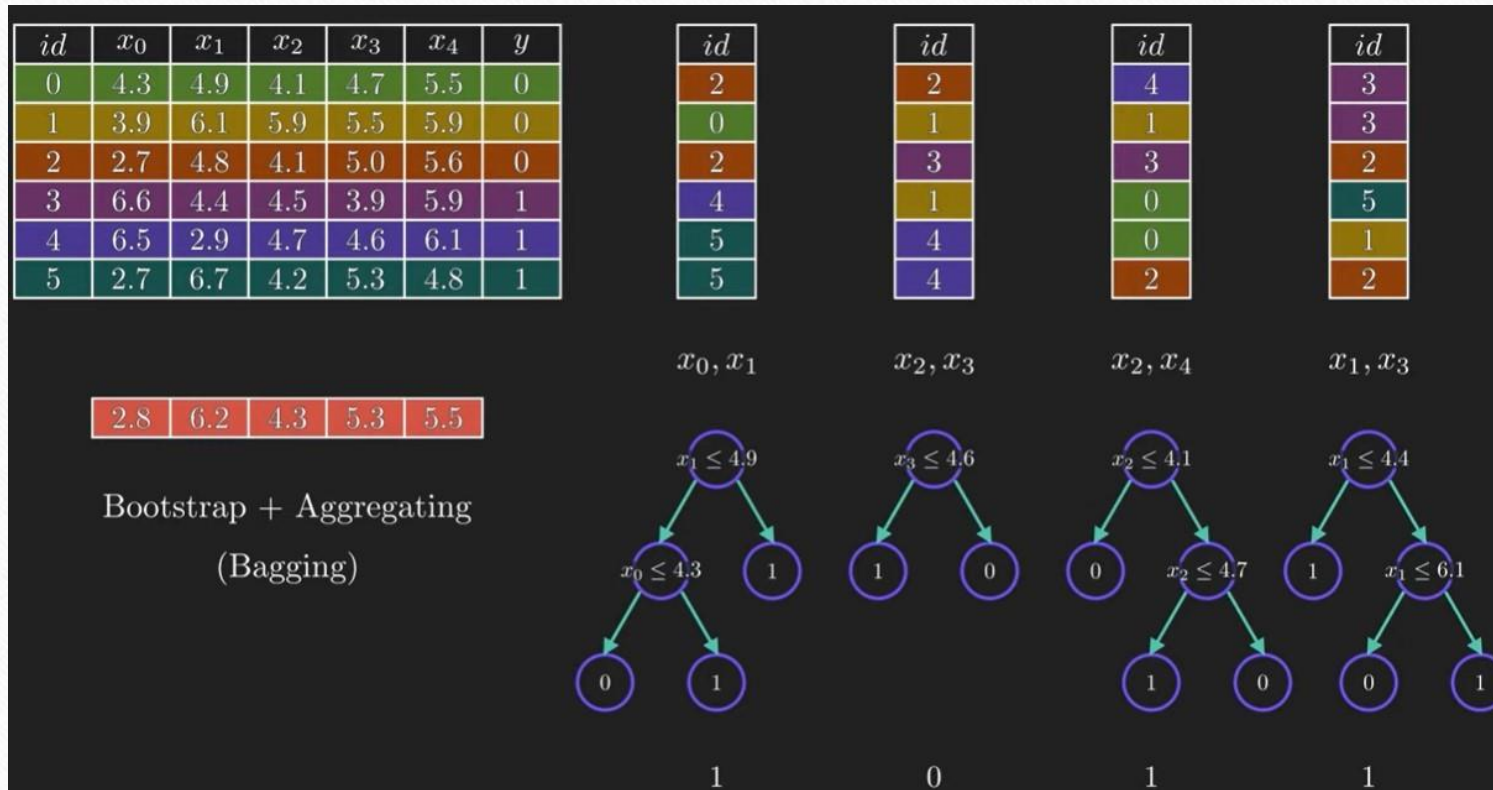 id x₀ x₁ x₂ x₃ x₄ y
0 4.3 4.9 4.1 4.7 5.5 0
1 3.9 6.1 5.9 5.5 5.9 0
2 2.7 4.8 4.1 5.0 5.6 0
3 6.6 4.4 4.5 3.9 5.9 1
4 6.5 2.9 4.7 4.6 6.1 1
5 2.7 6.7 4.2 5.3 4.8 1
id id id id
2 2 4 3
0 1 1 3
2 3 3 2
4 1 0 5
5 4 0 1
5 4 2 2
x₀, x₁ x₂, x₃ x₂, x₄ x₁, x₃
2.8 6.2 4.3 5.3 5.5
Bootstrap + Aggregating
(Bagging)
x₁ ≤ 4.9 x₃ ≤ 4.6 x₂ ≤ 4.1 x₁ ≤ 4.4
x₀ ≤ 4.3 1 1 0 0 x₂ ≤ 4.7 1 x₁ ≤ 6.1
0 1 1 0 0 1
1 0 1 1